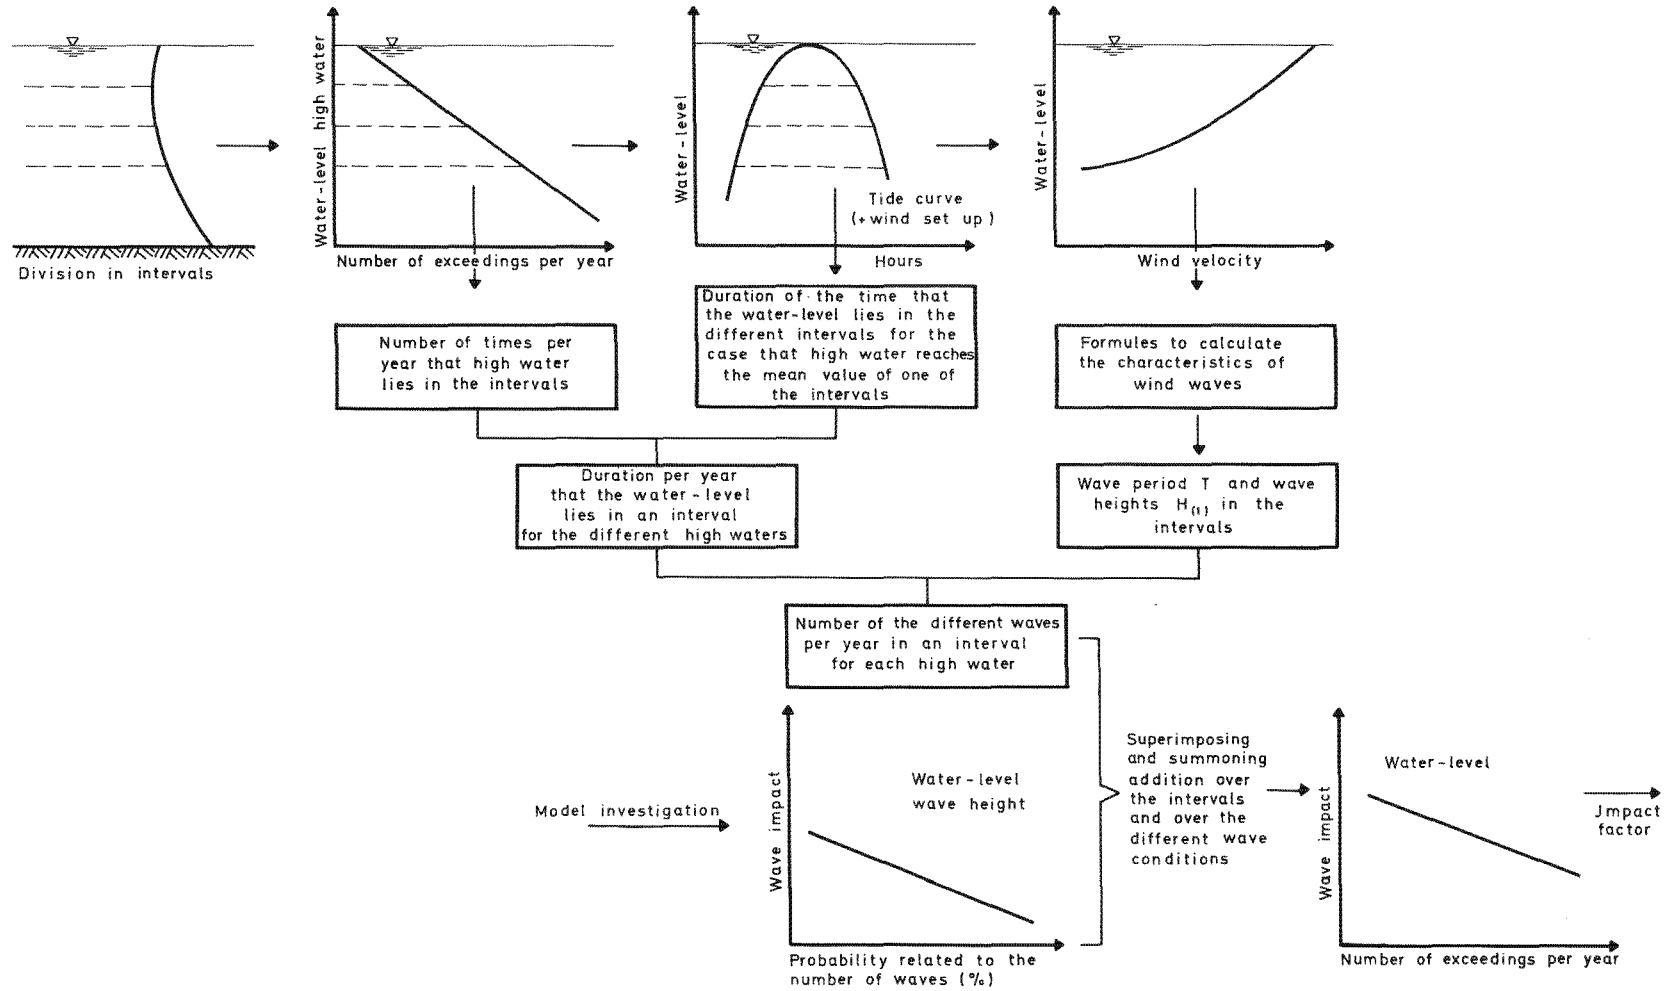 Division in intervals
Water-level high water
Number of exceedings per year
Water-level
Tide curve
(+wind set up)
Hours
Water-level
Wind velocity
Number of times per
year that high water
lies in the intervals
Duration of the time that
the water-level lies in the
different intervals for the
case that high water reaches
the mean value of one of
the intervals
Formules to calculate
the characteristics of
wind waves
Duration per year
that the water-level
lies in an interval
for the different high waters
Wave period T and wave
heights H(1) in the
intervals
Number of the different waves
per year in an interval
for each high water
Model investigation
Wave impact
Water-level
wave height
Probability related to the
number of waves (%)
Superimposing
and summoning
addition over
the intervals
and over the
different wave
conditions
Wave impact
Water-level
Number of exceedings per year
Jmpact
factor